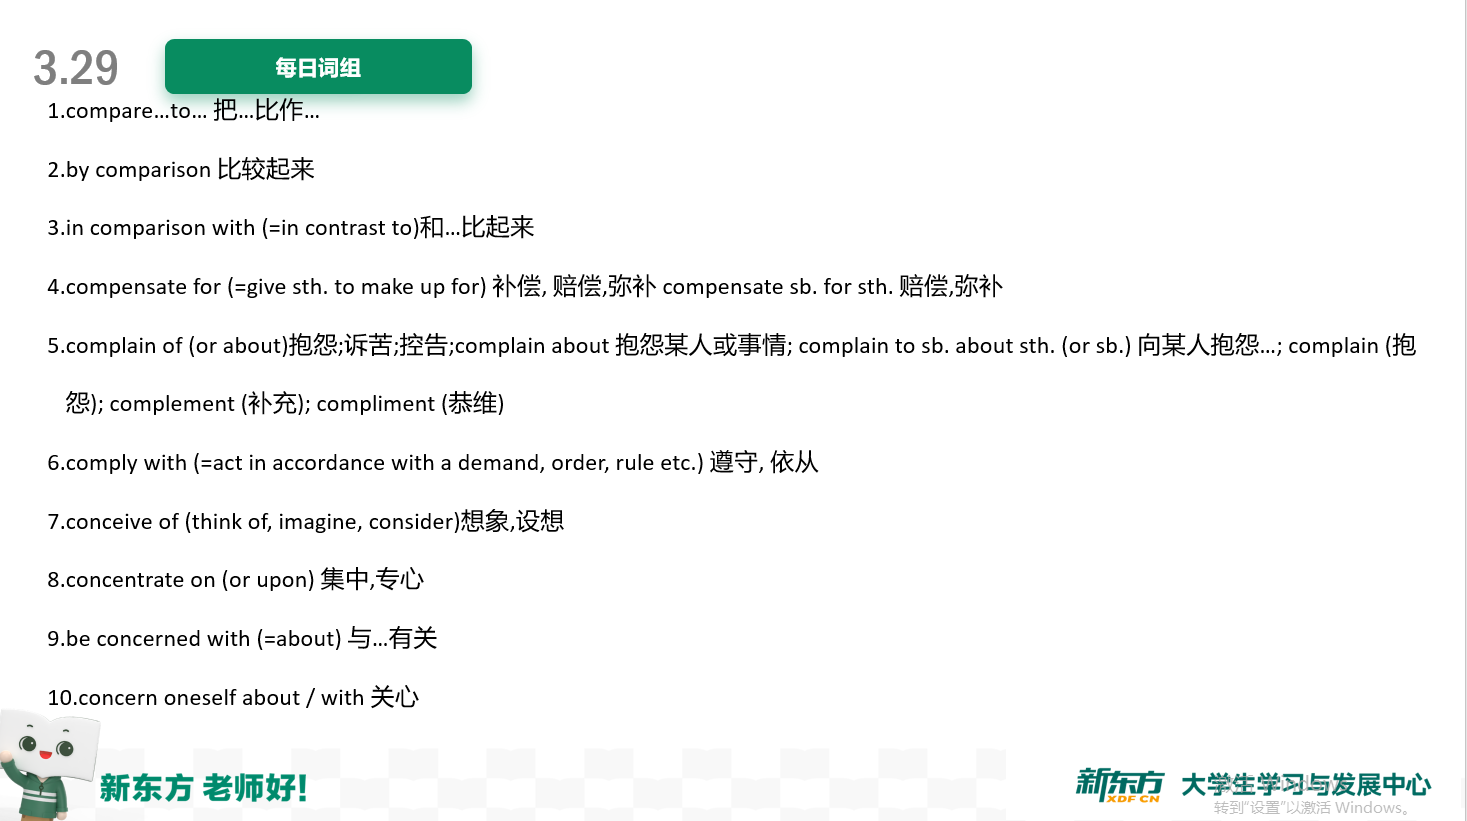 3.29
每日词组
1.compare...to... 把...比作...
2.by comparison 比较起来
3.in comparison with (=in contrast to)和...比起来
4.compensate for (=give sth. to make up for) 补偿, 赔偿,弥补 compensate sb. for sth. 赔偿,弥补
5.complain of (or about)抱怨;诉苦;控告;complain about 抱怨某人或事情; complain to sb. about sth. (or sb.) 向某人抱怨...; complain (抱
怨); complement (补充); compliment (恭维)
6.comply with (=act in accordance with a demand, order, rule etc.) 遵守, 依从
7.conceive of (think of, imagine, consider)想象,设想
8.concentrate on (or upon) 集中,专心
9.be concerned with (=about) 与...有关
10.concern oneself about / with 关心
新东方 老师好!
新东方 XDF.CN 大学生学习与发展中心
激活 Windows
转到"设置"以激活 Windows。